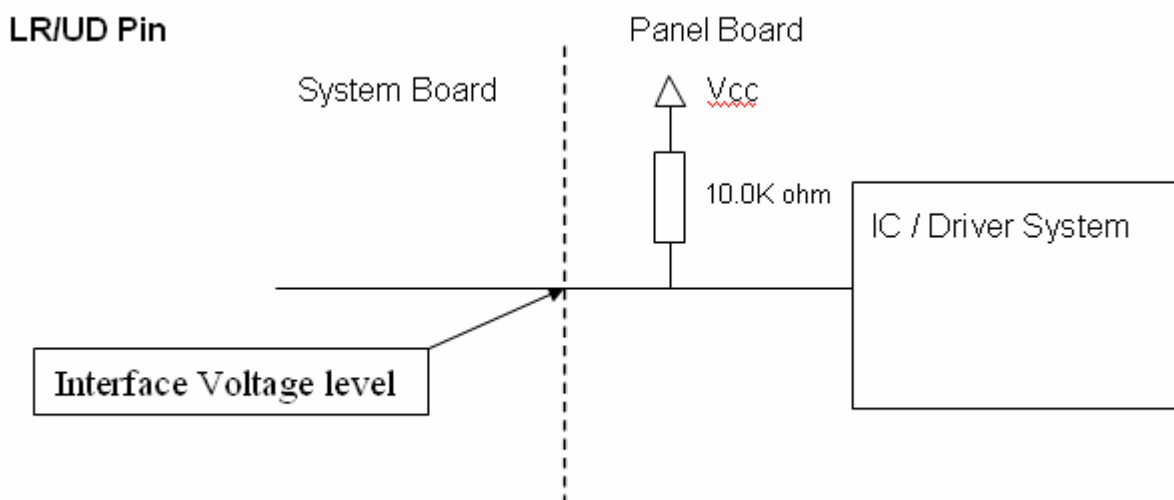 LR/UD Pin
Panel Board
System Board
Vcc
10.0K ohm
IC / Driver System
Interface Voltage level